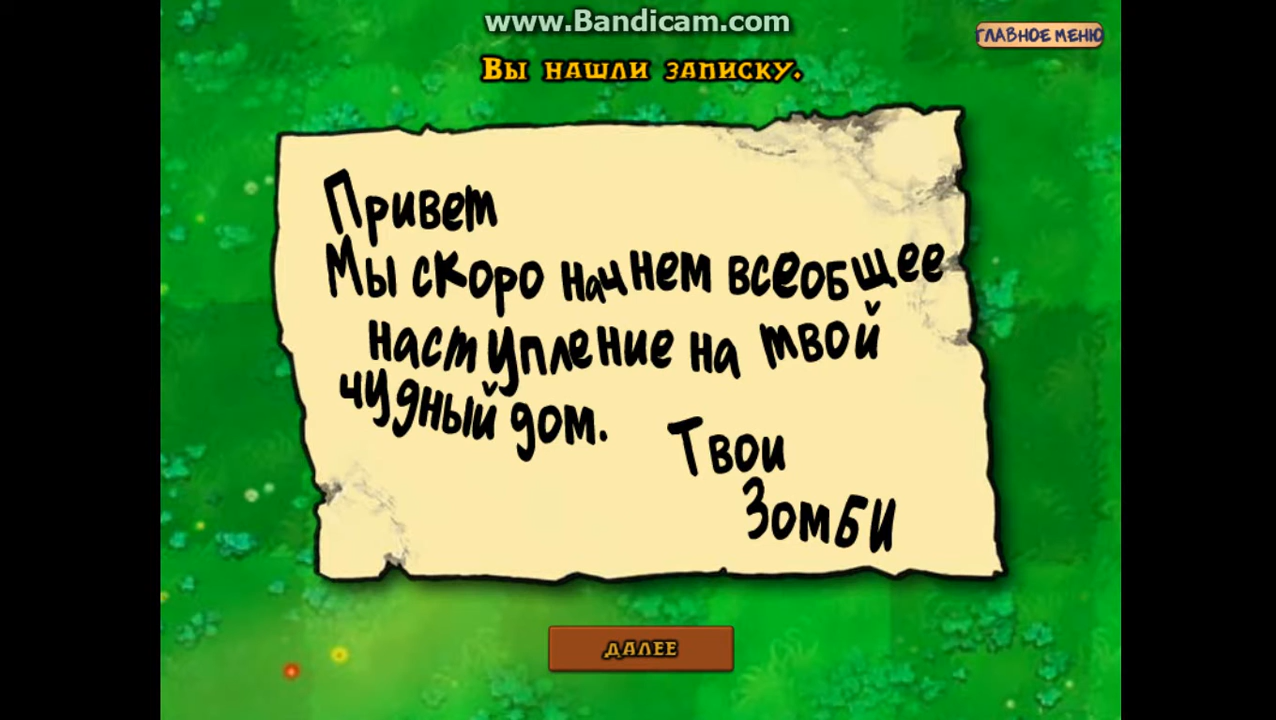 www.Bandicam.com
ГЛАВНОЕ МЕНЮ
Вы нашли записку.
Привет
Мы скоро начнем всеобщее
наступление на твой
чудный дом.
Твои
Зомби
ДАЛЕЕ